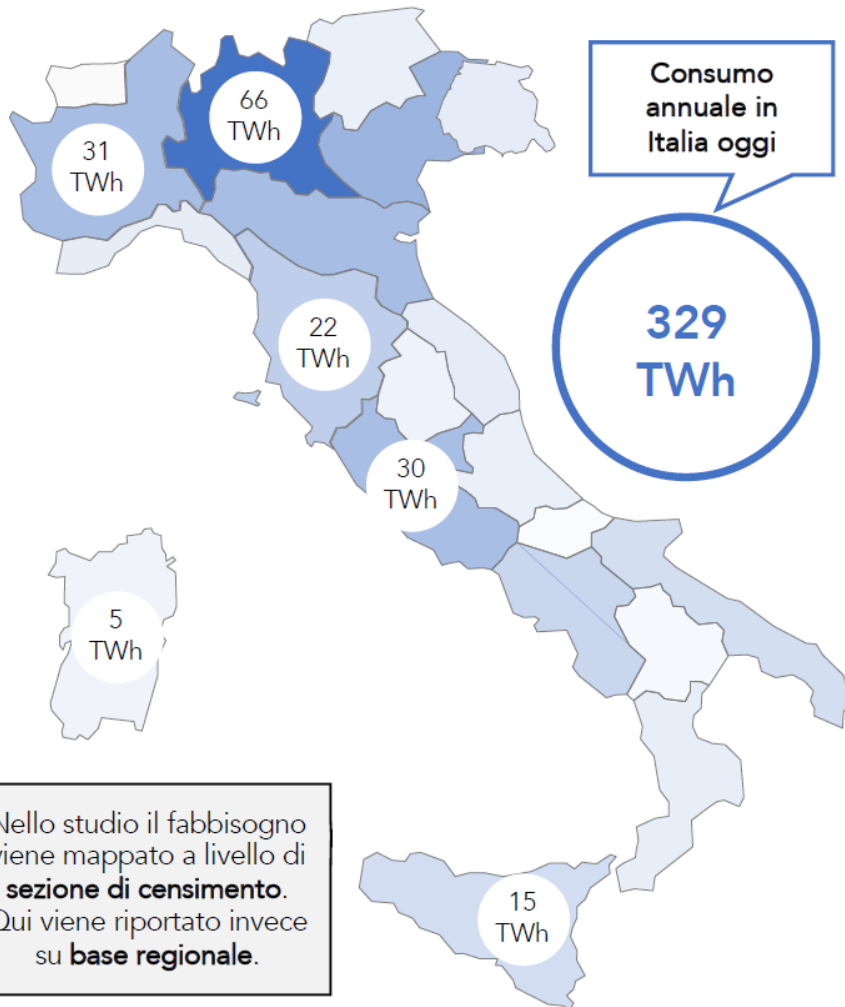 66
TWh
31
TWh
Consumo
annuale in
Italia oggi
329
TWh
22
TWh
30
TWh
5
TWh
Nello studio il fabbisogno
viene mappato a livello di
sezione di censimento.
Qui viene riportato invece
su base regionale.
15
TWh